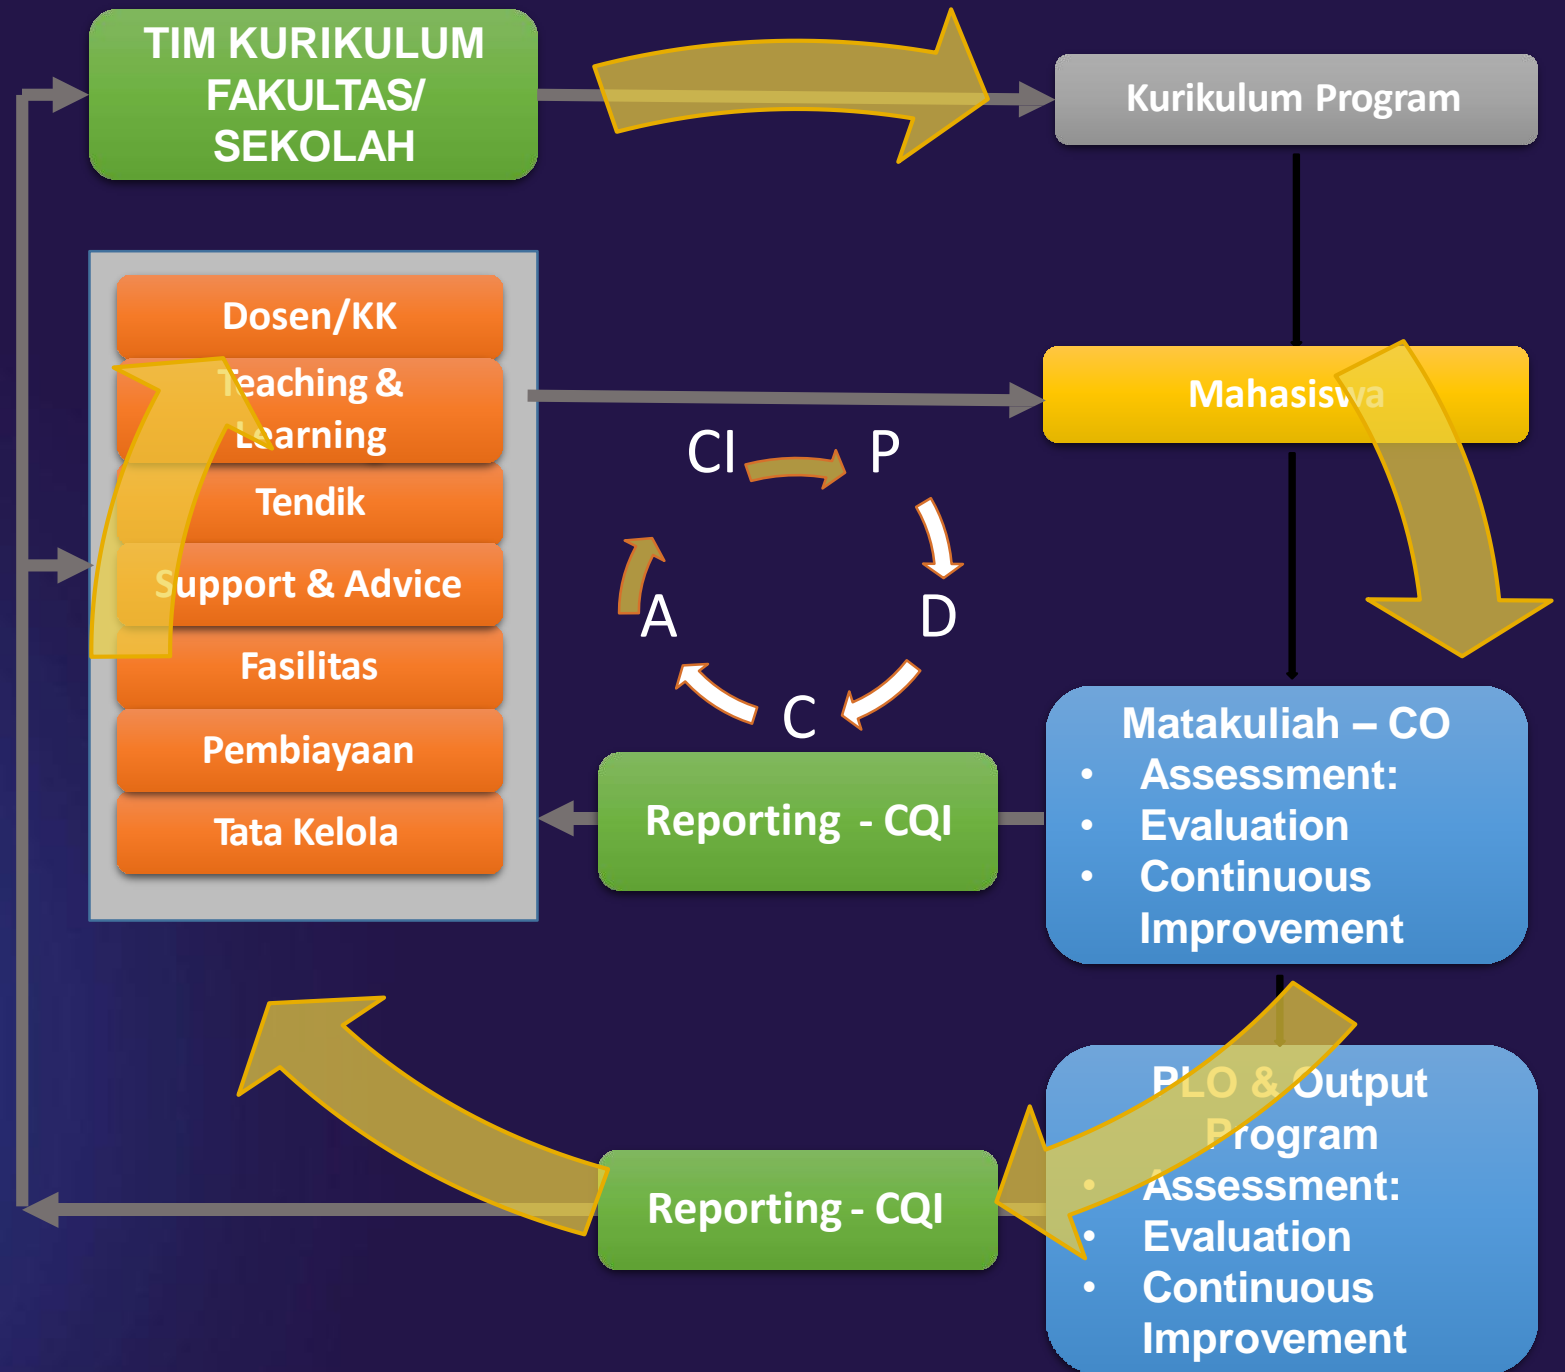 TIM KURIKULUM
FAKULTAS/
SEKOLAH
Kurikulum Program
Dosen/KK
Teaching &
Learning
Tendik
Support & Advice
Fasilitas
Pembiayaan
Tata Kelola
Mahasiswa
CI
P
D
C
A
Matakuliah – CO
• Assessment:
• Evaluation
• Continuous
Improvement
Reporting - CQI
PLO & Output
Program
• Assessment:
• Evaluation
• Continuous
Improvement
Reporting - CQI